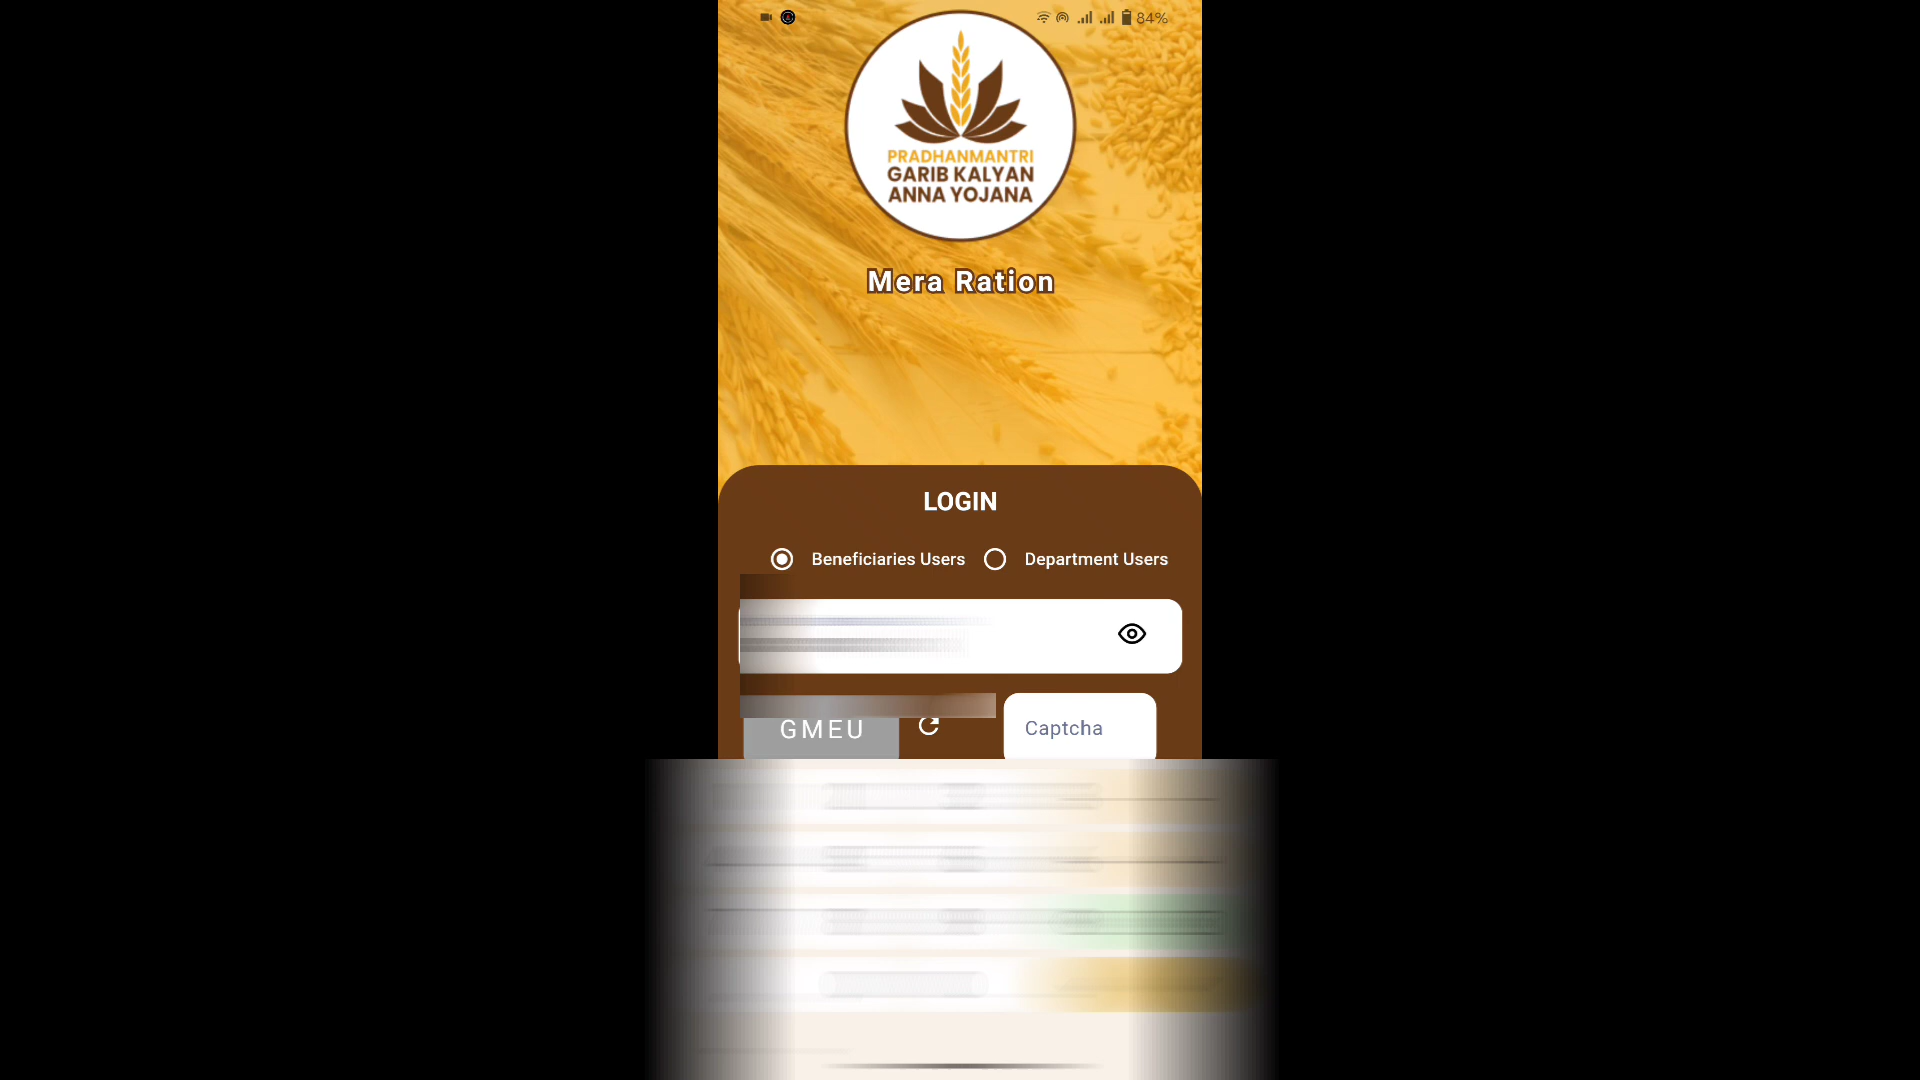 84%
PRADHANMANTRI
GARIB KALYAN
ANNA YOJANA
Mera Ration
LOGIN
Beneficiaries Users
Department Users
GMEU
Captcha